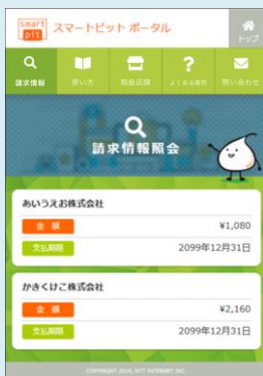 smart
pit
スマートピット ポータル
トップ
請求情報
使い方
取扱店舗
よくある質問
問い合わせ
請求情報照会
あいうえお株式会社
金 額
¥1,080
支払期限
2099年12月31日
かきくけこ株式会社
金 額
¥2,160
支払期限
2099年12月31日
COPYRIGHT 2016, NTT INTERNET INC.